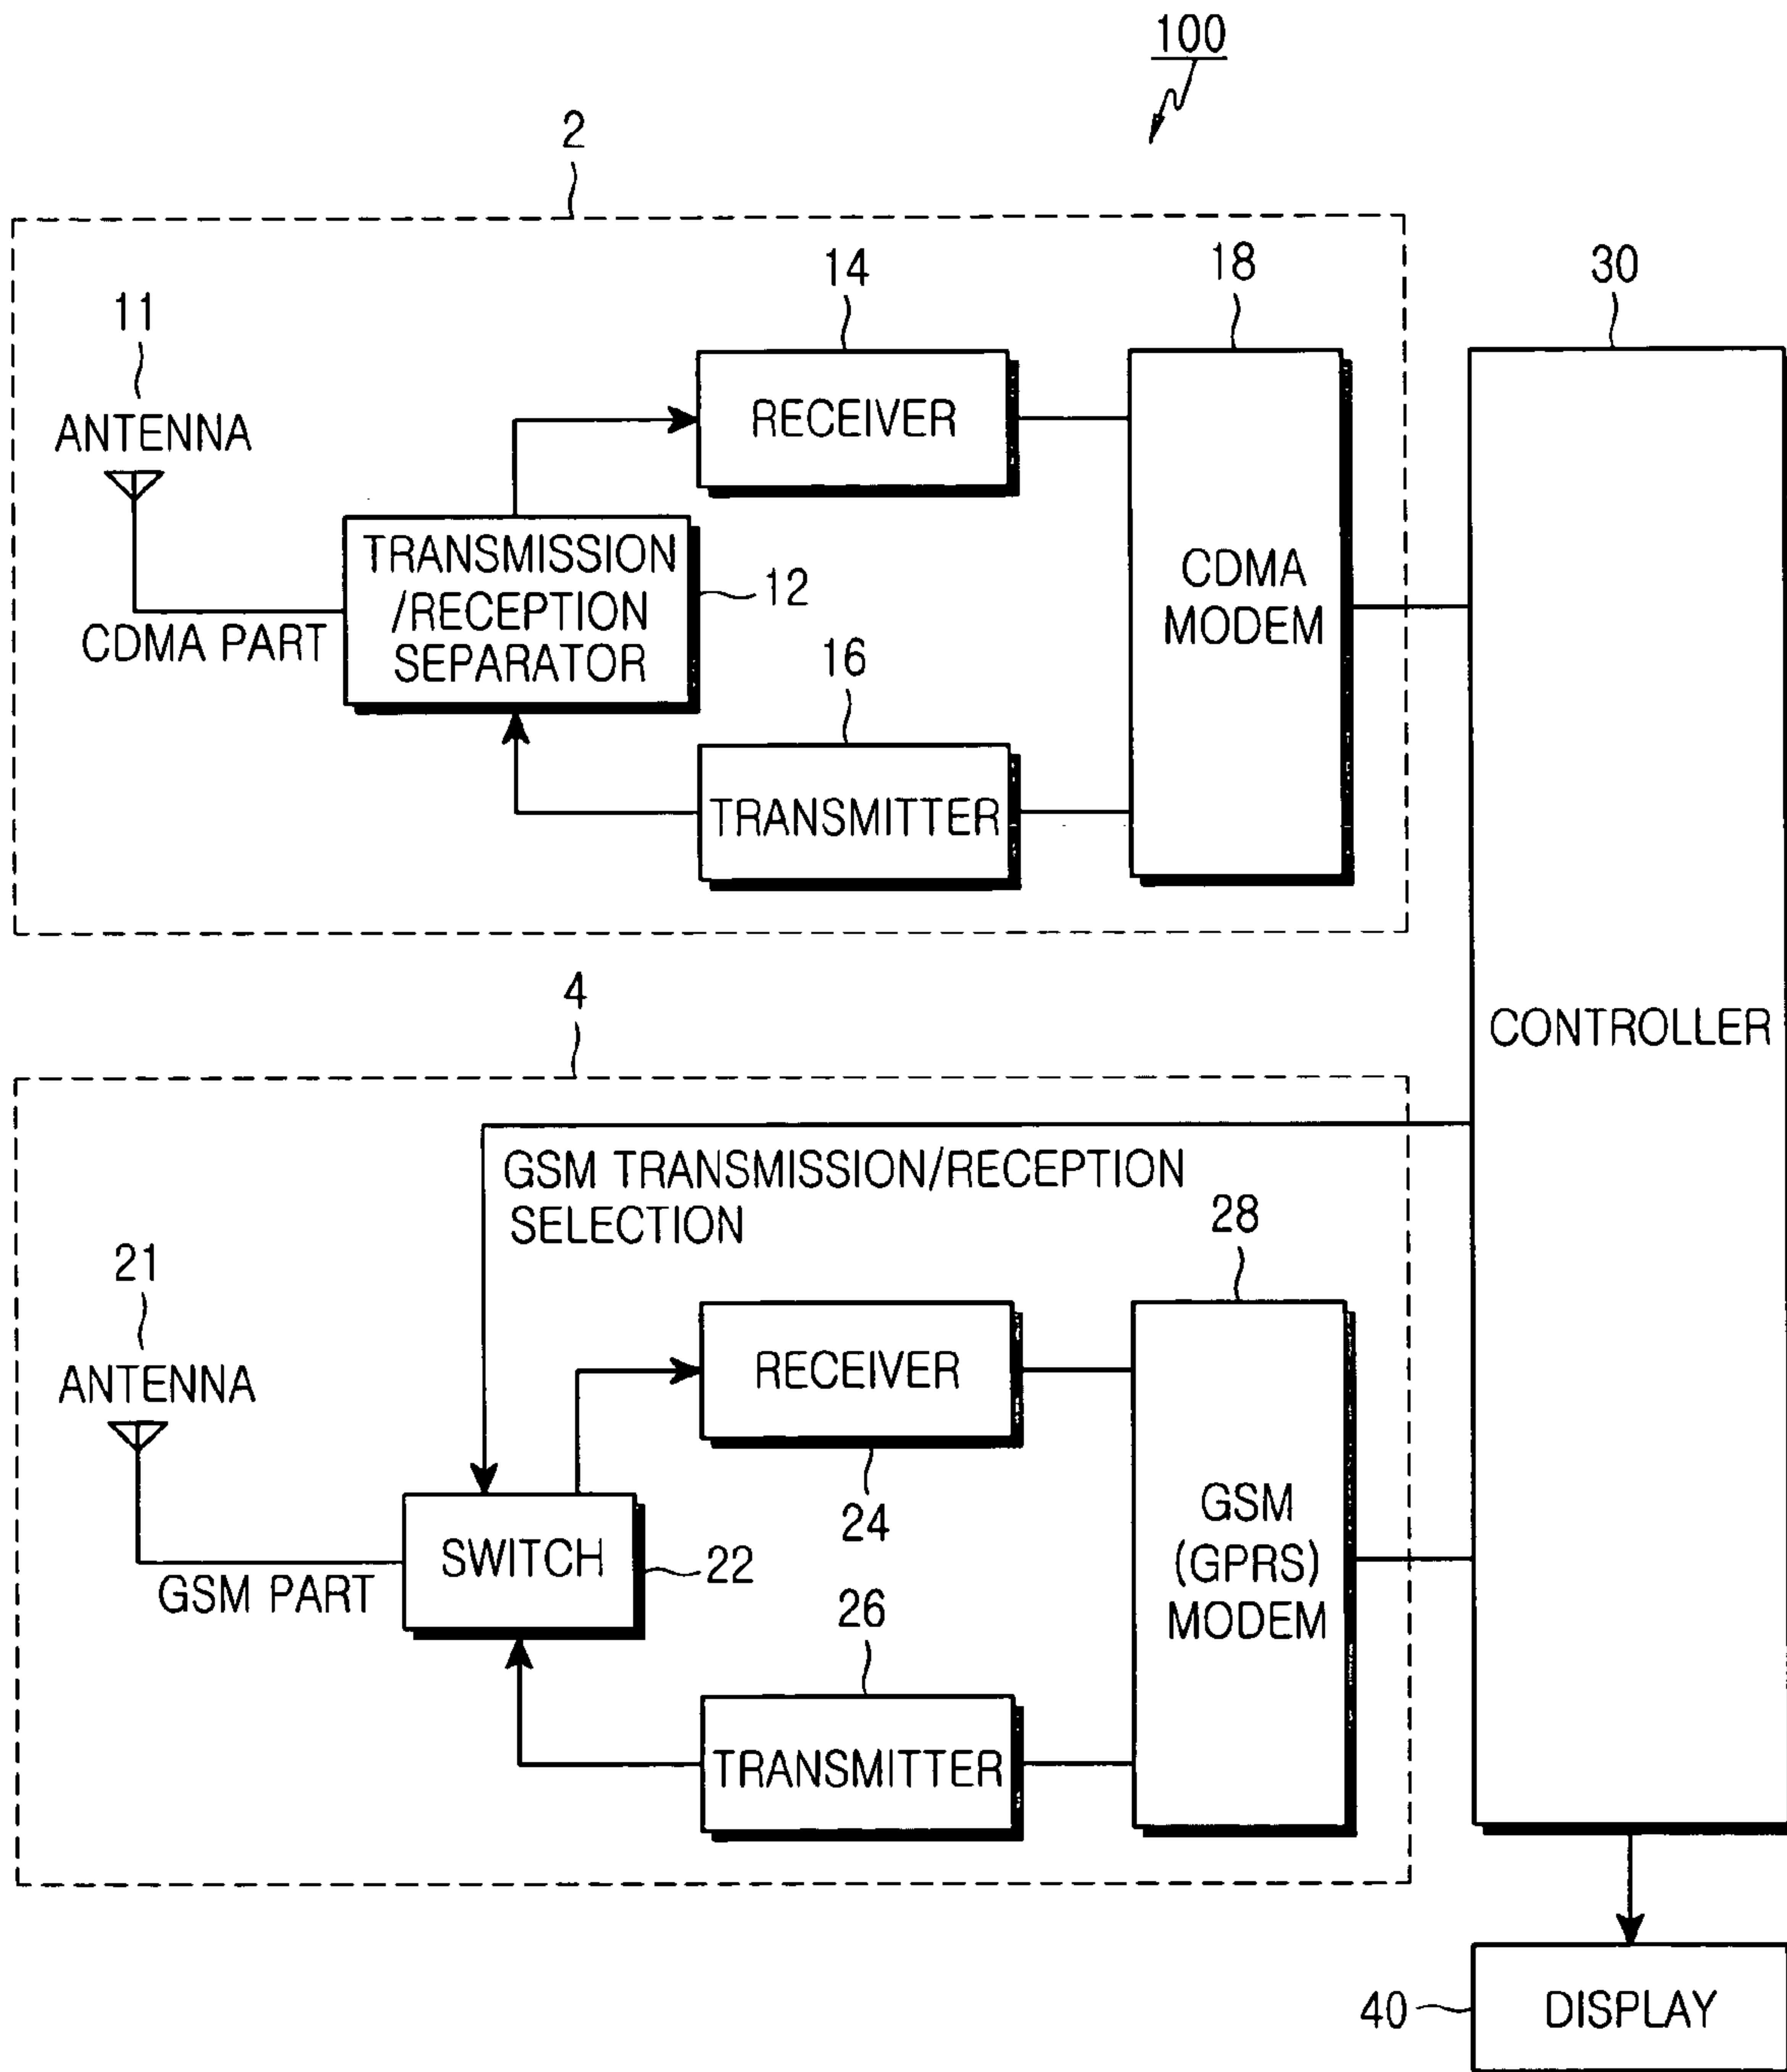 100
2
14
18
30
11
ANTENNA
RECEIVER
TRANSMISSION
/RECEPTION
SEPARATOR
12
CDMA
MODEM
CDMA PART
16
TRANSMITTER
4
CONTROLLER
GSM TRANSMISSION/RECEPTION
SELECTION
28
21
ANTENNA
RECEIVER
24
GSM
(GPRS)
MODEM
SWITCH
22
GSM PART
26
TRANSMITTER
40
DISPLAY